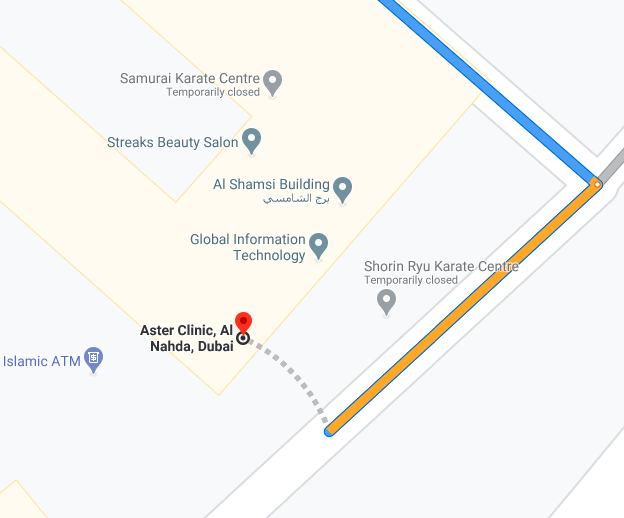 Samurai Karate Centre
Temporarily closed
Streaks Beauty Salon
Al Shamsi Building
برج الشامسي
Global Information
Technology
Shorin Ryu Karate Centre
Temporarily closed
Aster Clinic, Al
Nahda, Dubai
Islamic ATM